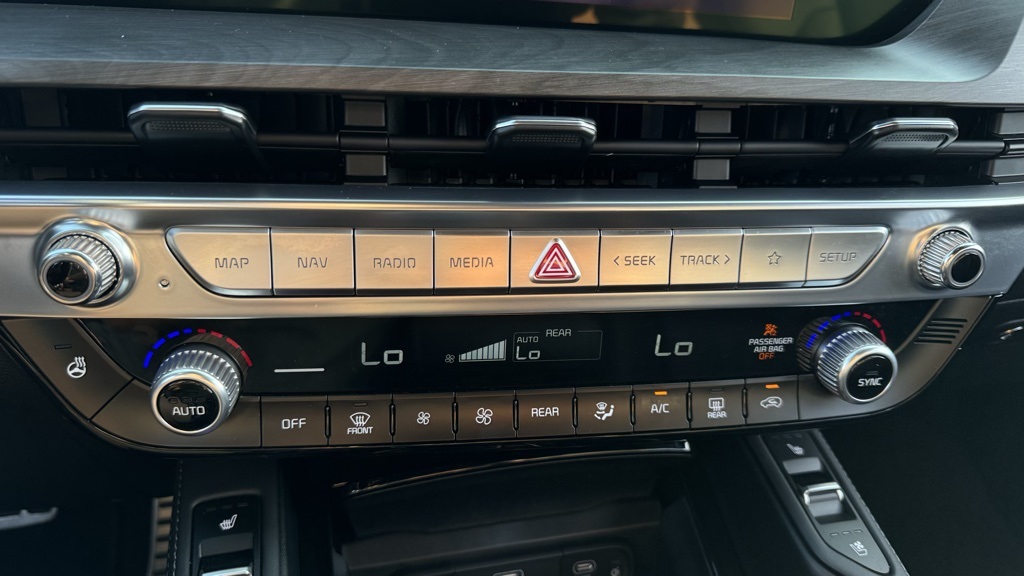 MAP NAV RADIO MEDIA < SEEK TRACK > SETUP
REAR
AUTO
Lo Lo Lo
PASSENGER
AIR BAG
OFF
AUTO SYNC
OFF FRONT REAR A/C REAR